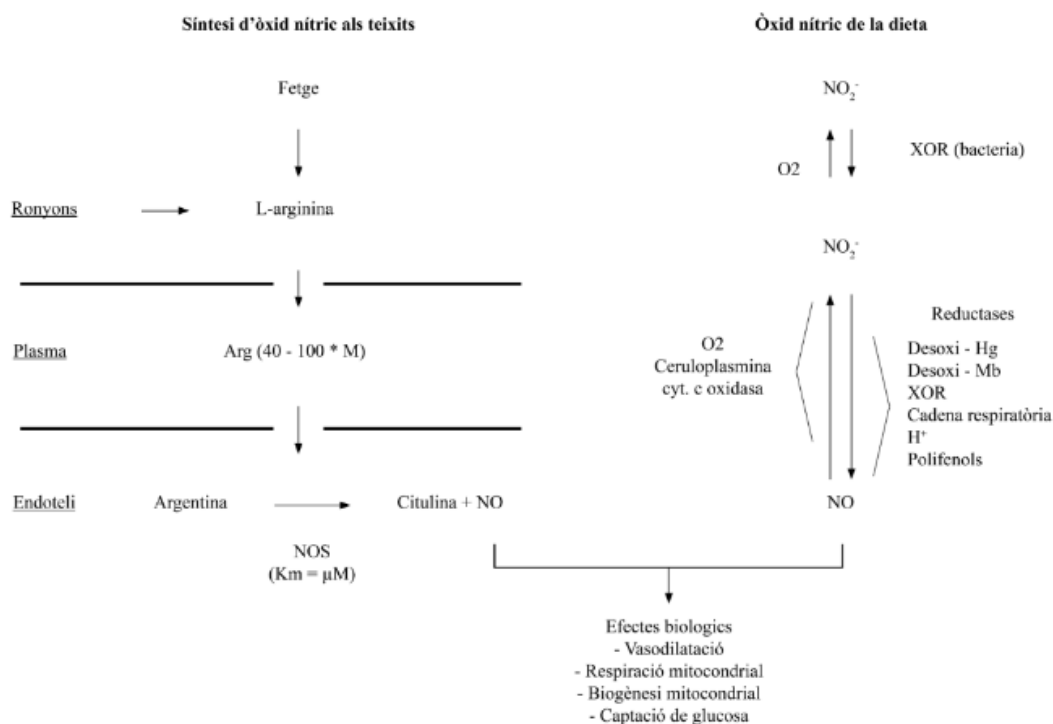 Síntesi d'òxid nítric als teixits
Fetge
Ronyons
L-arginina
Plasma
Arg (40 - 100 * M)
Endoteli
Argentina
Citulina + NO
NOS
(Km = µM)
Òxid nítric de la dieta
NO₂⁻
O2
XOR (bacteria)
NO₂⁻
O2
Ceruloplasmina
cyt. c oxidasa
Reductases
Desoxi - Hg
Desoxi - Mb
XOR
Cadena respiratòria
H⁺
Polifenols
NO
Efectes biologics
- Vasodilatació
- Respiració mitocondrial
- Biogènesi mitocondrial
- Captació de glucosa